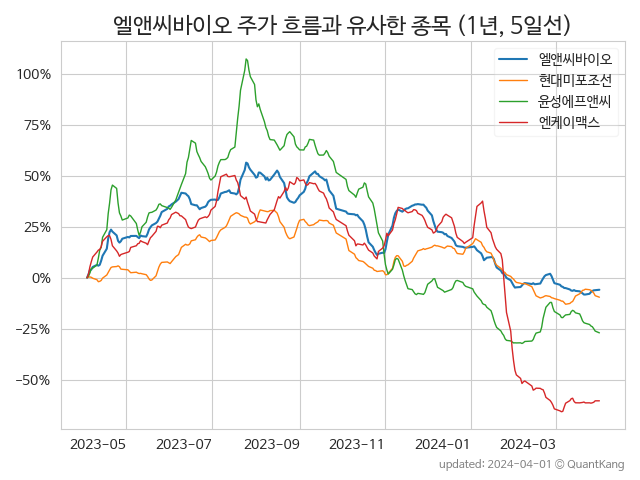 엘앤씨바이오 주가 흐름과 유사한 종목 (1년, 5일선)
엘앤씨바이오
현대미포조선
윤성에프앤씨
엔케이맥스
100%
75%
50%
25%
0%
−25%
−50%
2023-05 2023-07 2023-09 2023-11 2024-01 2024-03
updated: 2024-04-01 © QuantKang